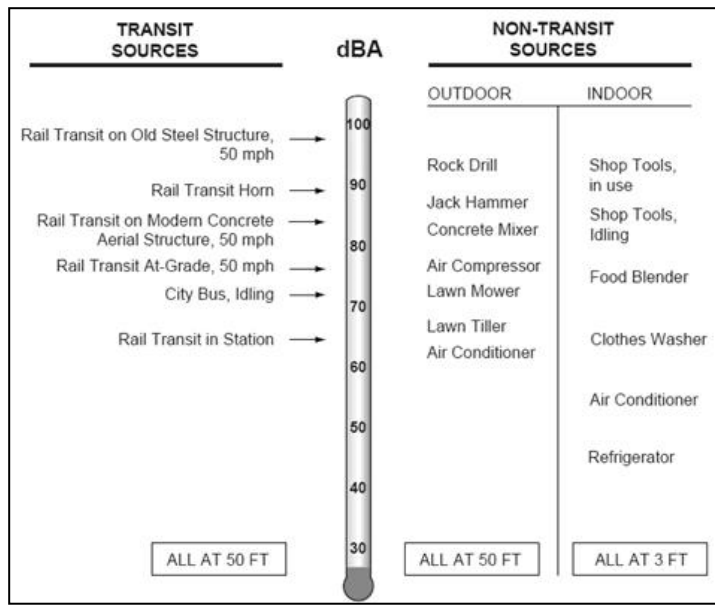 TRANSIT
SOURCES
dBA
NON-TRANSIT
SOURCES
OUTDOOR
INDOOR
Rail Transit on Old Steel Structure,
50 mph
Rail Transit Horn
Rail Transit on Modern Concrete
Aerial Structure, 50 mph
Rail Transit At-Grade, 50 mph
City Bus, Idling
Rail Transit in Station
ALL AT 50 FT
100
90
80
70
60
50
40
30
Rock Drill
Jack Hammer
Concrete Mixer
Air Compressor
Lawn Mower
Lawn Tiller
Air Conditioner
ALL AT 50 FT
Shop Tools,
in use
Shop Tools,
Idling
Food Blender
Clothes Washer
Air Conditioner
Refrigerator
ALL AT 3 FT